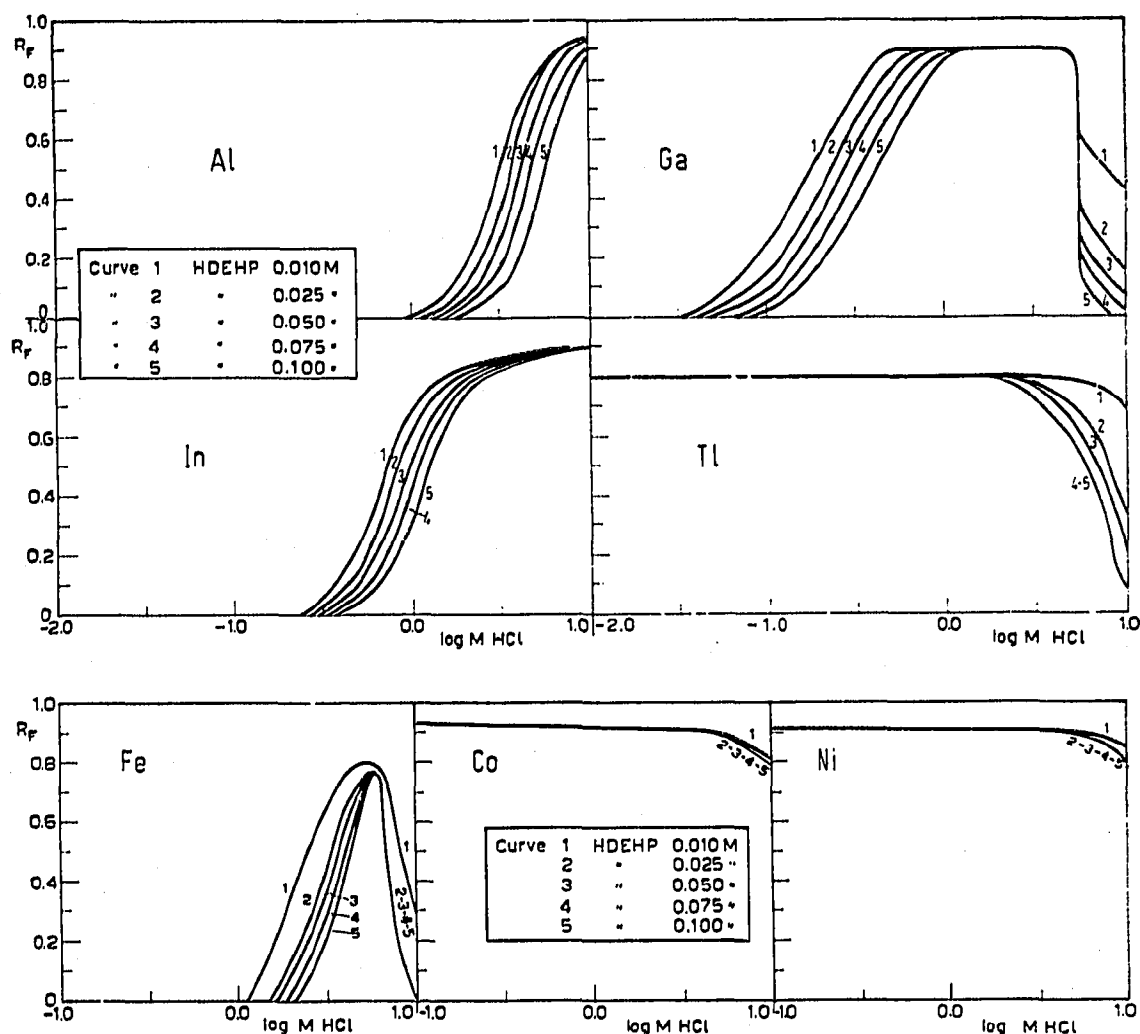 1.0
R_F
0.8
0.6
0.4
0.2
0
Al
1 2 3 4 5
Ga
1 2 3 4 5
1
2
3
4
5
Curve 1 HDEHP 0.010 M
" 2 " 0.025 "
" 3 " 0.050 "
" 4 " 0.075 "
" 5 " 0.100 "
1.0
R_F
0.8
0.6
0.4
0.2
0
In
1 2 3 5 4
Tl
1
2
3
4-5
-2.0 -1.0 0.0 1.0
log M HCl
-2.0 -1.0 0.0 1.0
log M HCl
1.0
R_F
0.8
0.6
0.4
0.2
0
Fe
1 2 3 4 5
1
2-3-4-5
Co
1
2-3-4-5
Ni
1
2-3-4-5
Curve 1 HDEHP 0.010 M
2 " 0.025 "
3 " 0.050 "
4 " 0.075 "
5 " 0.100 "
-1.0 0.0 1.0
log M HCl
-1.0 0.0 1.0
log M HCl
-1.0 0.0 1.0
log M HCl